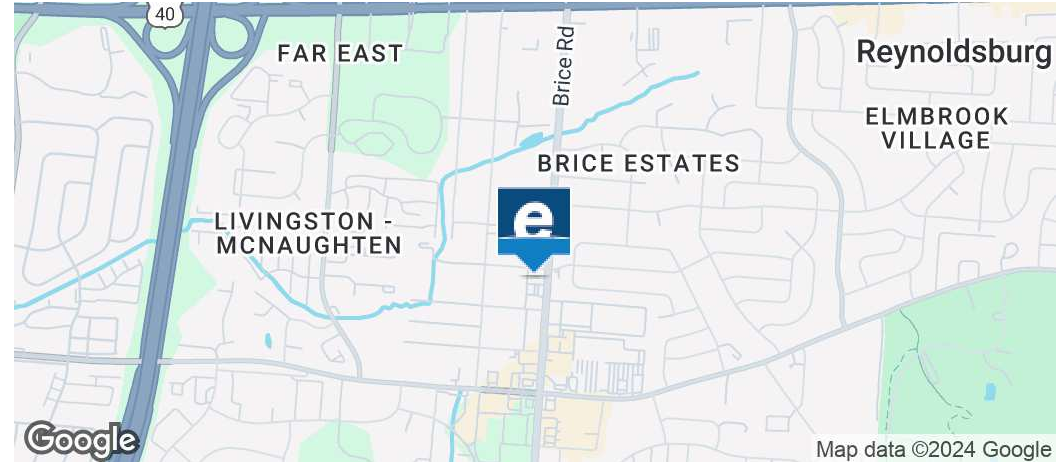 40
FAR EAST
Brice Rd
Reynoldsburg
ELMBROOK
VILLAGE
BRICE ESTATES
LIVINGSTON -
MCNAUGHTEN
e
Google
Map data ©2024 Google